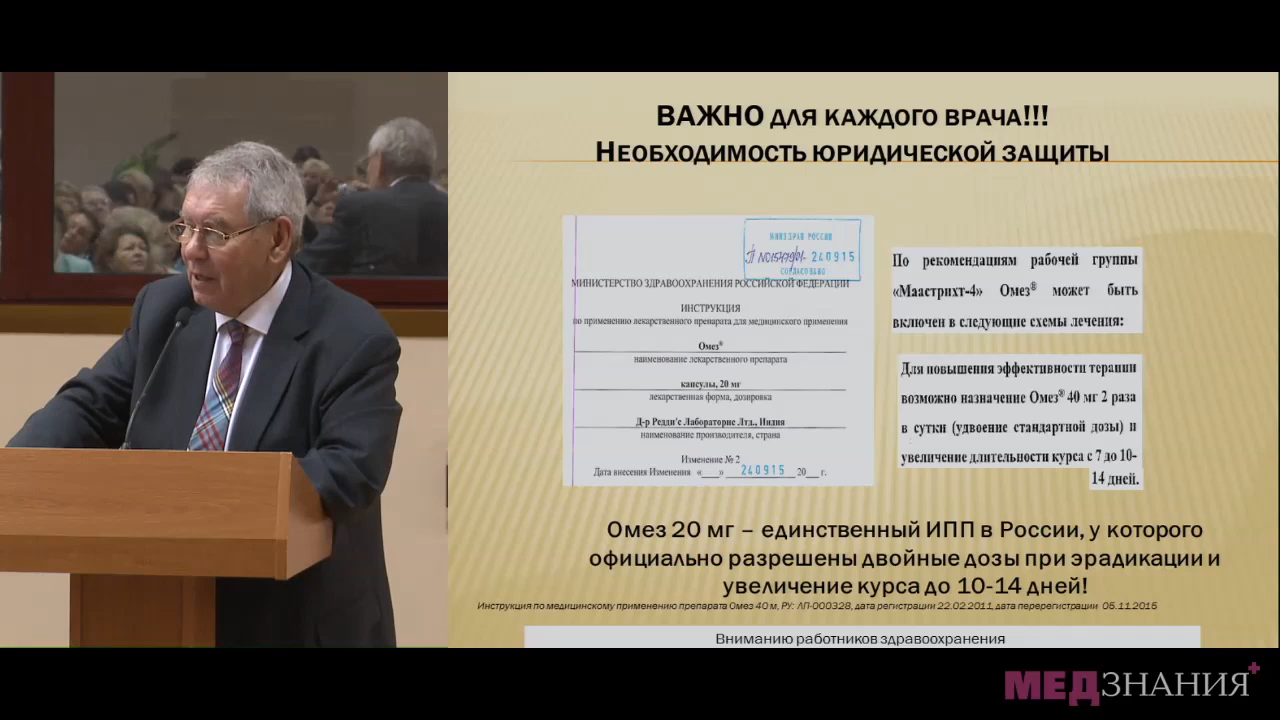 ВАЖНО ДЛЯ КАЖДОГО ВРАЧА!!!
НЕОБХОДИМОСТЬ ЮРИДИЧЕСКОЙ ЗАЩИТЫ
МИНЗДРАВ РОССИИ
240915
СОГЛАСОВАНО
МИНИСТЕРСТВО ЗДРАВООХРАНЕНИЯ РОССИЙСКОЙ ФЕДЕРАЦИИ
ИНСТРУКЦИЯ
по применению лекарственного препарата для медицинского применения
Омез®
наименование лекарственного препарата
капсулы, 20 мг
лекарственная форма, дозировка
Д-р Редди'с Лабораторис Лтд., Индия
наименование производителя, страна
Изменение № 2
Дата внесения Изменения «___» 240915 20__ г.
По рекомендациям рабочей группы
«Маастрихт-4» Омез® может быть
включен в следующие схемы лечения:
Для повышения эффективности терапии
возможно назначение Омез® 40 мг 2 раза
в сутки (удвоение стандартной дозы) и
увеличение длительности курса с 7 до 10-
14 дней.
Омез 20 мг – единственный ИПП в России, у которого
официально разрешены двойные дозы при эрадикации и
увеличение курса до 10-14 дней!
Инструкция по медицинскому применению препарата Омез 40 м, РУ: ЛП-000328, дата регистрации 22.02.2011, дата перерегистрации 05.11.2015
Вниманию работников здравоохранения
МЕДЗНАНИЯ+